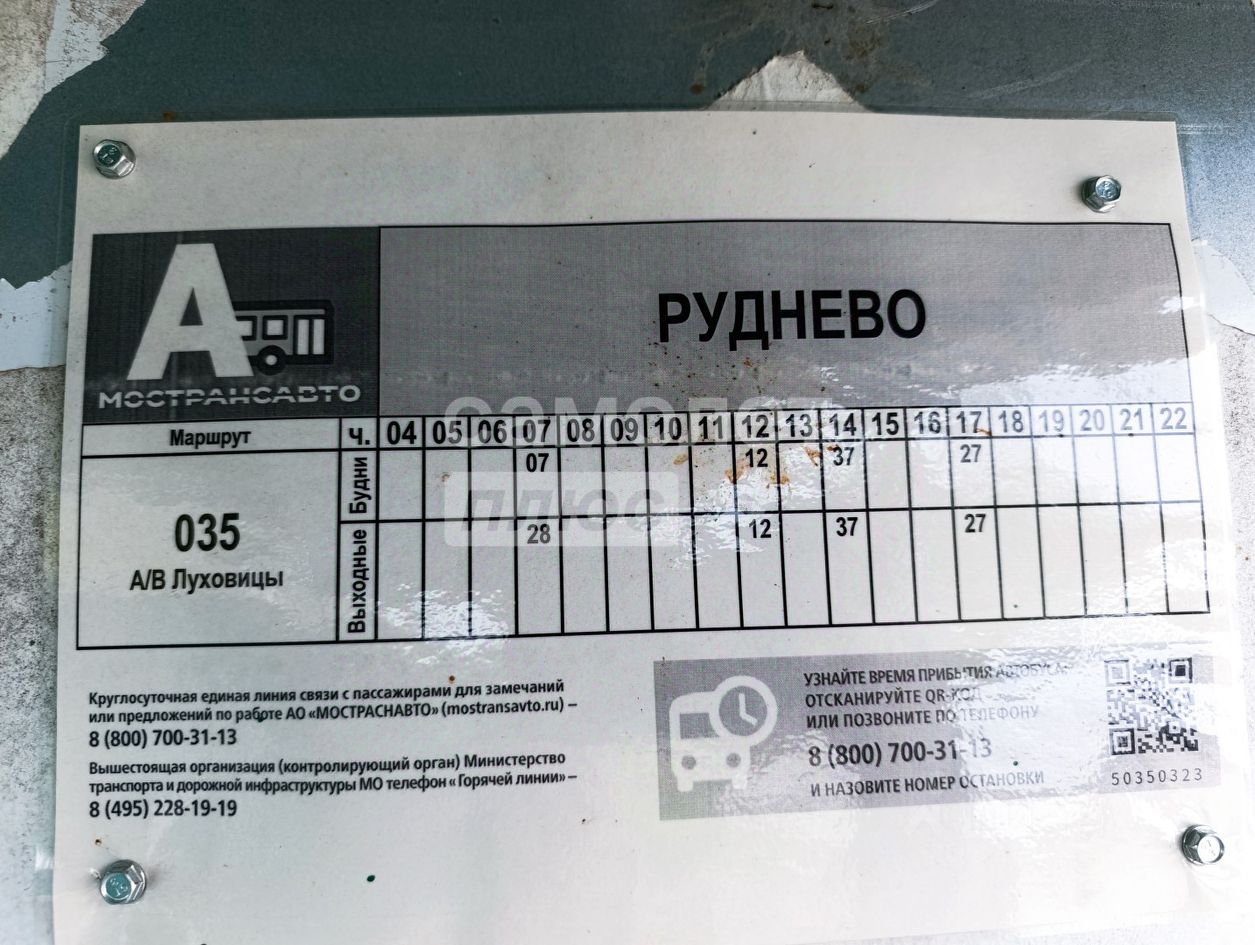 РУДНЕВО
А
МОСТРАНСАВТО
Маршрут Ч. 04 05 06 07 08 09 10 11 12 13 14 15 16 17 18 19 20 21 22
035
А/В Луховицы
Будни 07 12 37 27
Выходные 28 12 37 27
САМОЛЕТ
ПЛЮС
Круглосуточная единая линия связи с пассажирами для замечаний
или предложений по работе АО «МОСТРАСНАВТО» (mostransavto.ru) –
8 (800) 700-31-13
Вышестоящая организация (контролирующий орган) Министерство
транспорта и дорожной инфраструктуры МО телефон «Горячей линии» –
8 (495) 228-19-19
УЗНАЙТЕ ВРЕМЯ ПРИБЫТИЯ АВТОБУСА:
ОТСКАНИРУЙТЕ QR-КОД
ИЛИ ПОЗВОНИТЕ ПО ТЕЛЕФОНУ
8 (800) 700-31-13
И НАЗОВИТЕ НОМЕР ОСТАНОВКИ
50350323